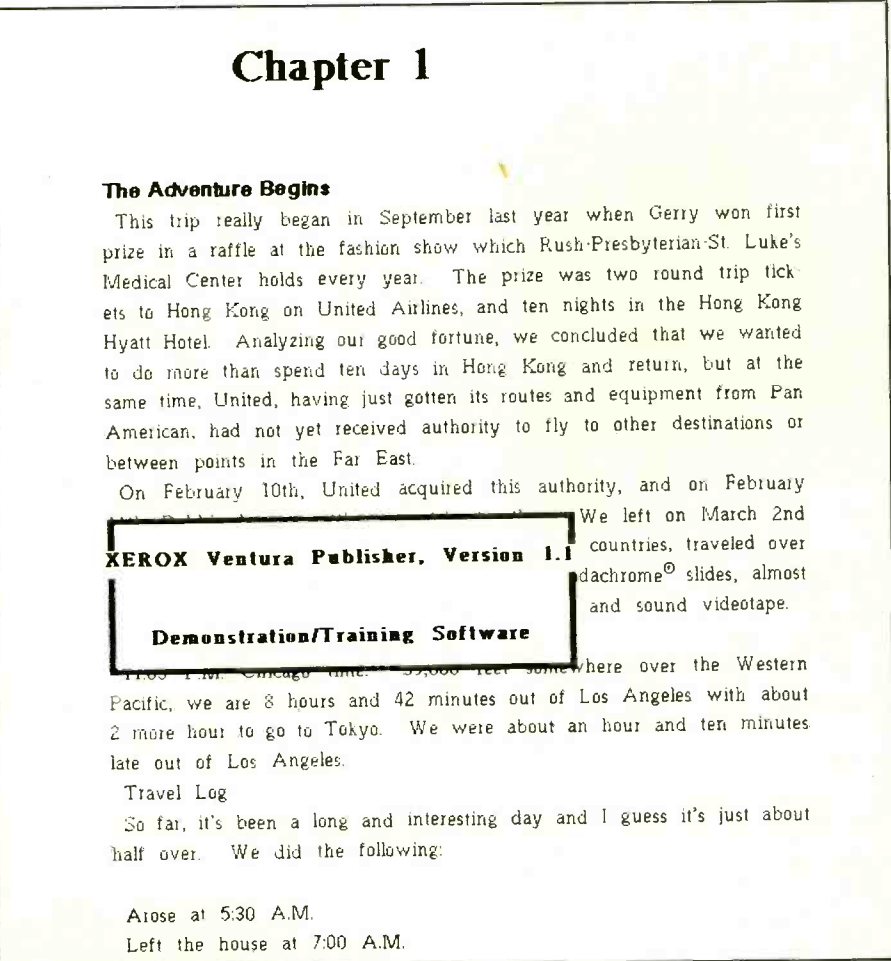 Chapter 1
The Adventure Begins
This trip really began in September last year when Gerry won first
prize in a raffle at the fashion show which Rush-Presbyterian-St. Luke's
Medical Center holds every year. The prize was two round trip tick-
ets to Hong Kong on United Airlines, and ten nights in the Hong Kong
Hyatt Hotel. Analyzing our good fortune, we concluded that we wanted
to do more than spend ten days in Hong Kong and return, but at the
same time, United, having just gotten its routes and equipment from Pan
American, had not yet received authority to fly to other destinations or
between points in the Far East.
On February 10th, United acquired this authority, and on February
We left on March 2nd
XEROX Ventura Publisher, Version 1.1
countries, traveled over
dachrome® slides, almost
and sound videotape.
Demonstration/Training Software
11:05 P.M. Chicago time. 39,000 feet somewhere over the Western
Pacific, we are 8 hours and 42 minutes out of Los Angeles with about
2 more hour to go to Tokyo. We were about an hour and ten minutes
late out of Los Angeles.
Travel Log
So far, it's been a long and interesting day and I guess it's just about
half over. We did the following:
Arose at 5:30 A.M.
Left the house at 7:00 A.M.